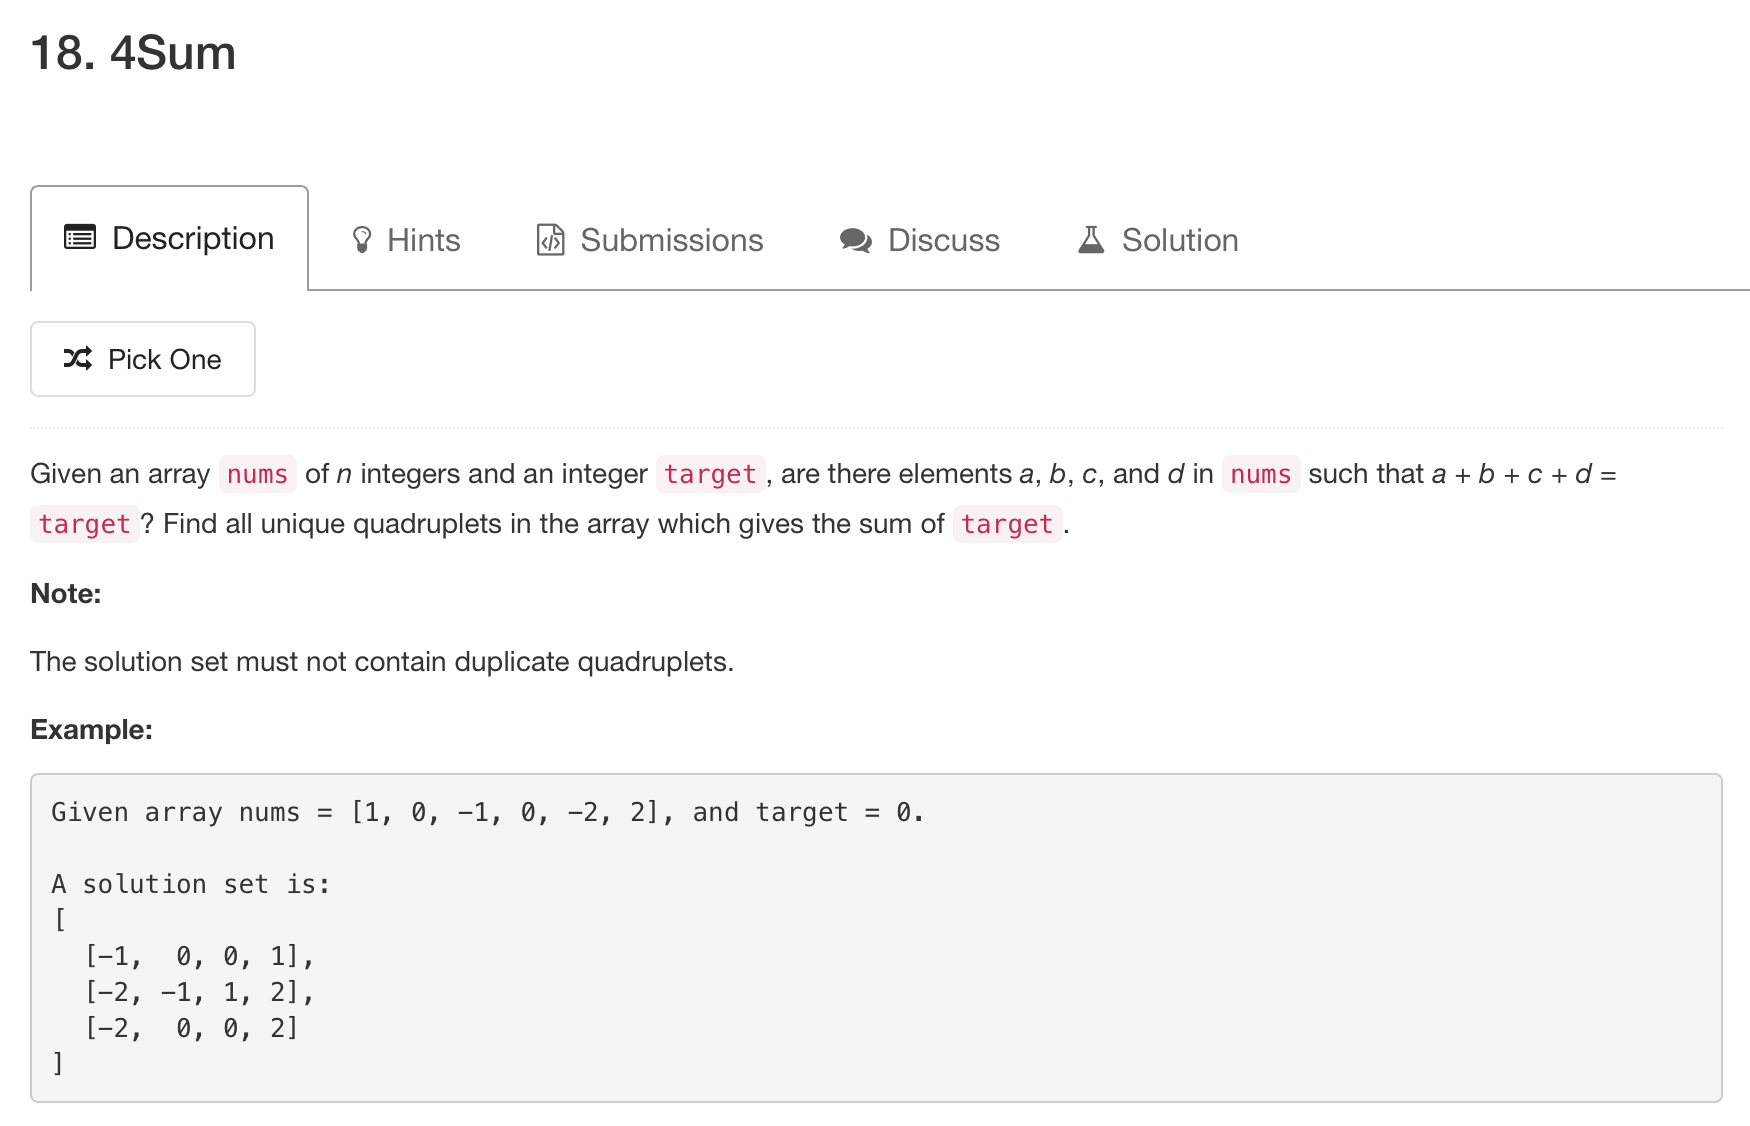 18. 4Sum
Description
Hints
Submissions
Discuss
Solution
Pick One
Given an array nums of n integers and an integer target, are there elements a, b, c, and d in nums such that a + b + c + d =
target? Find all unique quadruplets in the array which gives the sum of target.
Note:
The solution set must not contain duplicate quadruplets.
Example:
Given array nums = [1, 0, -1, 0, -2, 2], and target = 0.
A solution set is:
[
  [-1,  0, 0, 1],
  [-2, -1, 1, 2],
  [-2,  0, 0, 2]
]